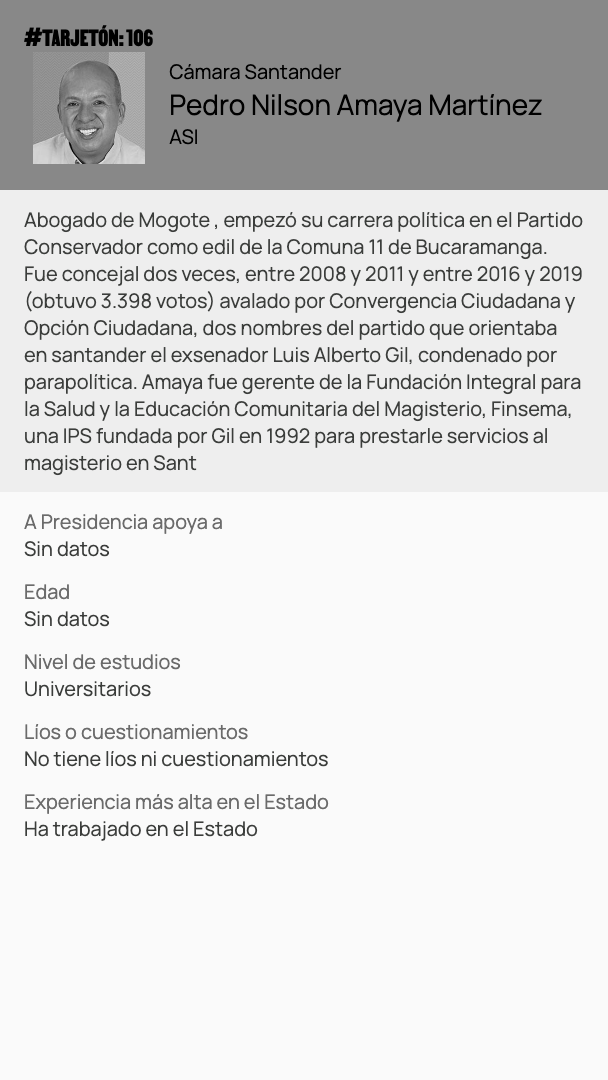 #TARJETÓN: 106
Cámara Santander
Pedro Nilson Amaya Martínez
ASI
Abogado de Mogote , empezó su carrera política en el Partido
Conservador como edil de la Comuna 11 de Bucaramanga.
Fue concejal dos veces, entre 2008 y 2011 y entre 2016 y 2019
(obtuvo 3.398 votos) avalado por Convergencia Ciudadana y
Opción Ciudadana, dos nombres del partido que orientaba
en santander el exsenador Luis Alberto Gil, condenado por
parapolítica. Amaya fue gerente de la Fundación Integral para
la Salud y la Educación Comunitaria del Magisterio, Finsema,
una IPS fundada por Gil en 1992 para prestarle servicios al
magisterio en Sant
A Presidencia apoya a
Sin datos
Edad
Sin datos
Nivel de estudios
Universitarios
Líos o cuestionamientos
No tiene líos ni cuestionamientos
Experiencia más alta en el Estado
Ha trabajado en el Estado